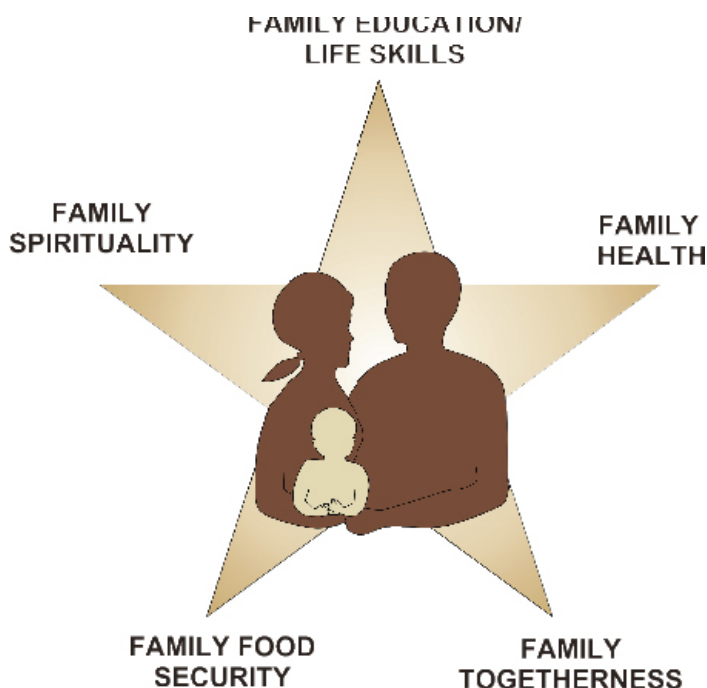 FAMILY EDUCATION/
LIFE SKILLS
FAMILY
SPIRITUALITY
FAMILY
HEALTH
FAMILY FOOD
SECURITY
FAMILY
TOGETHERNESS